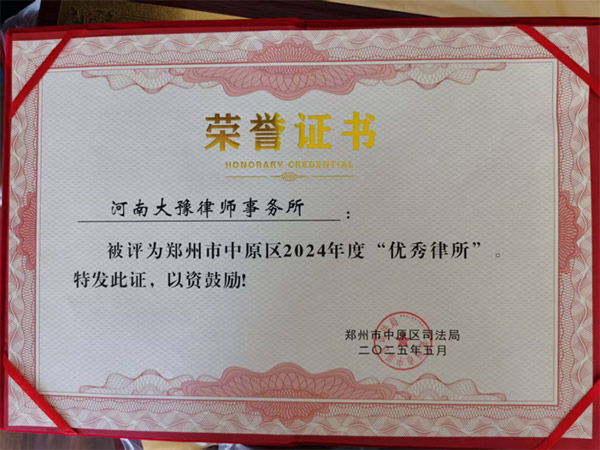 荣誉证书
HONORARY CREDENTIAL
河南大豫律师事务所：
被评为郑州市中原区2024年度“优秀律所”。
特发此证，以资鼓励!
郑州市中原区司法局
二〇二五年五月